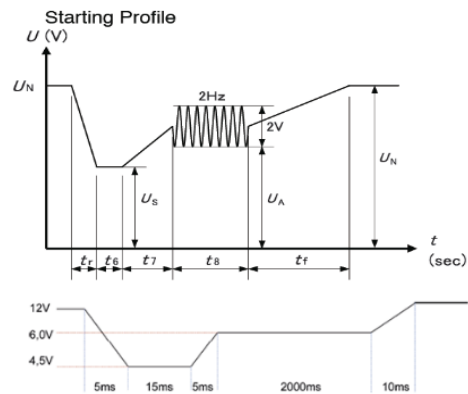 Starting Profile
U (V)
UN
2Hz
2V
US
UA
UN
t
(sec)
tr t6 t7 t8 tf
12V
6,0V
4,5V
5ms 15ms 5ms 2000ms 10ms